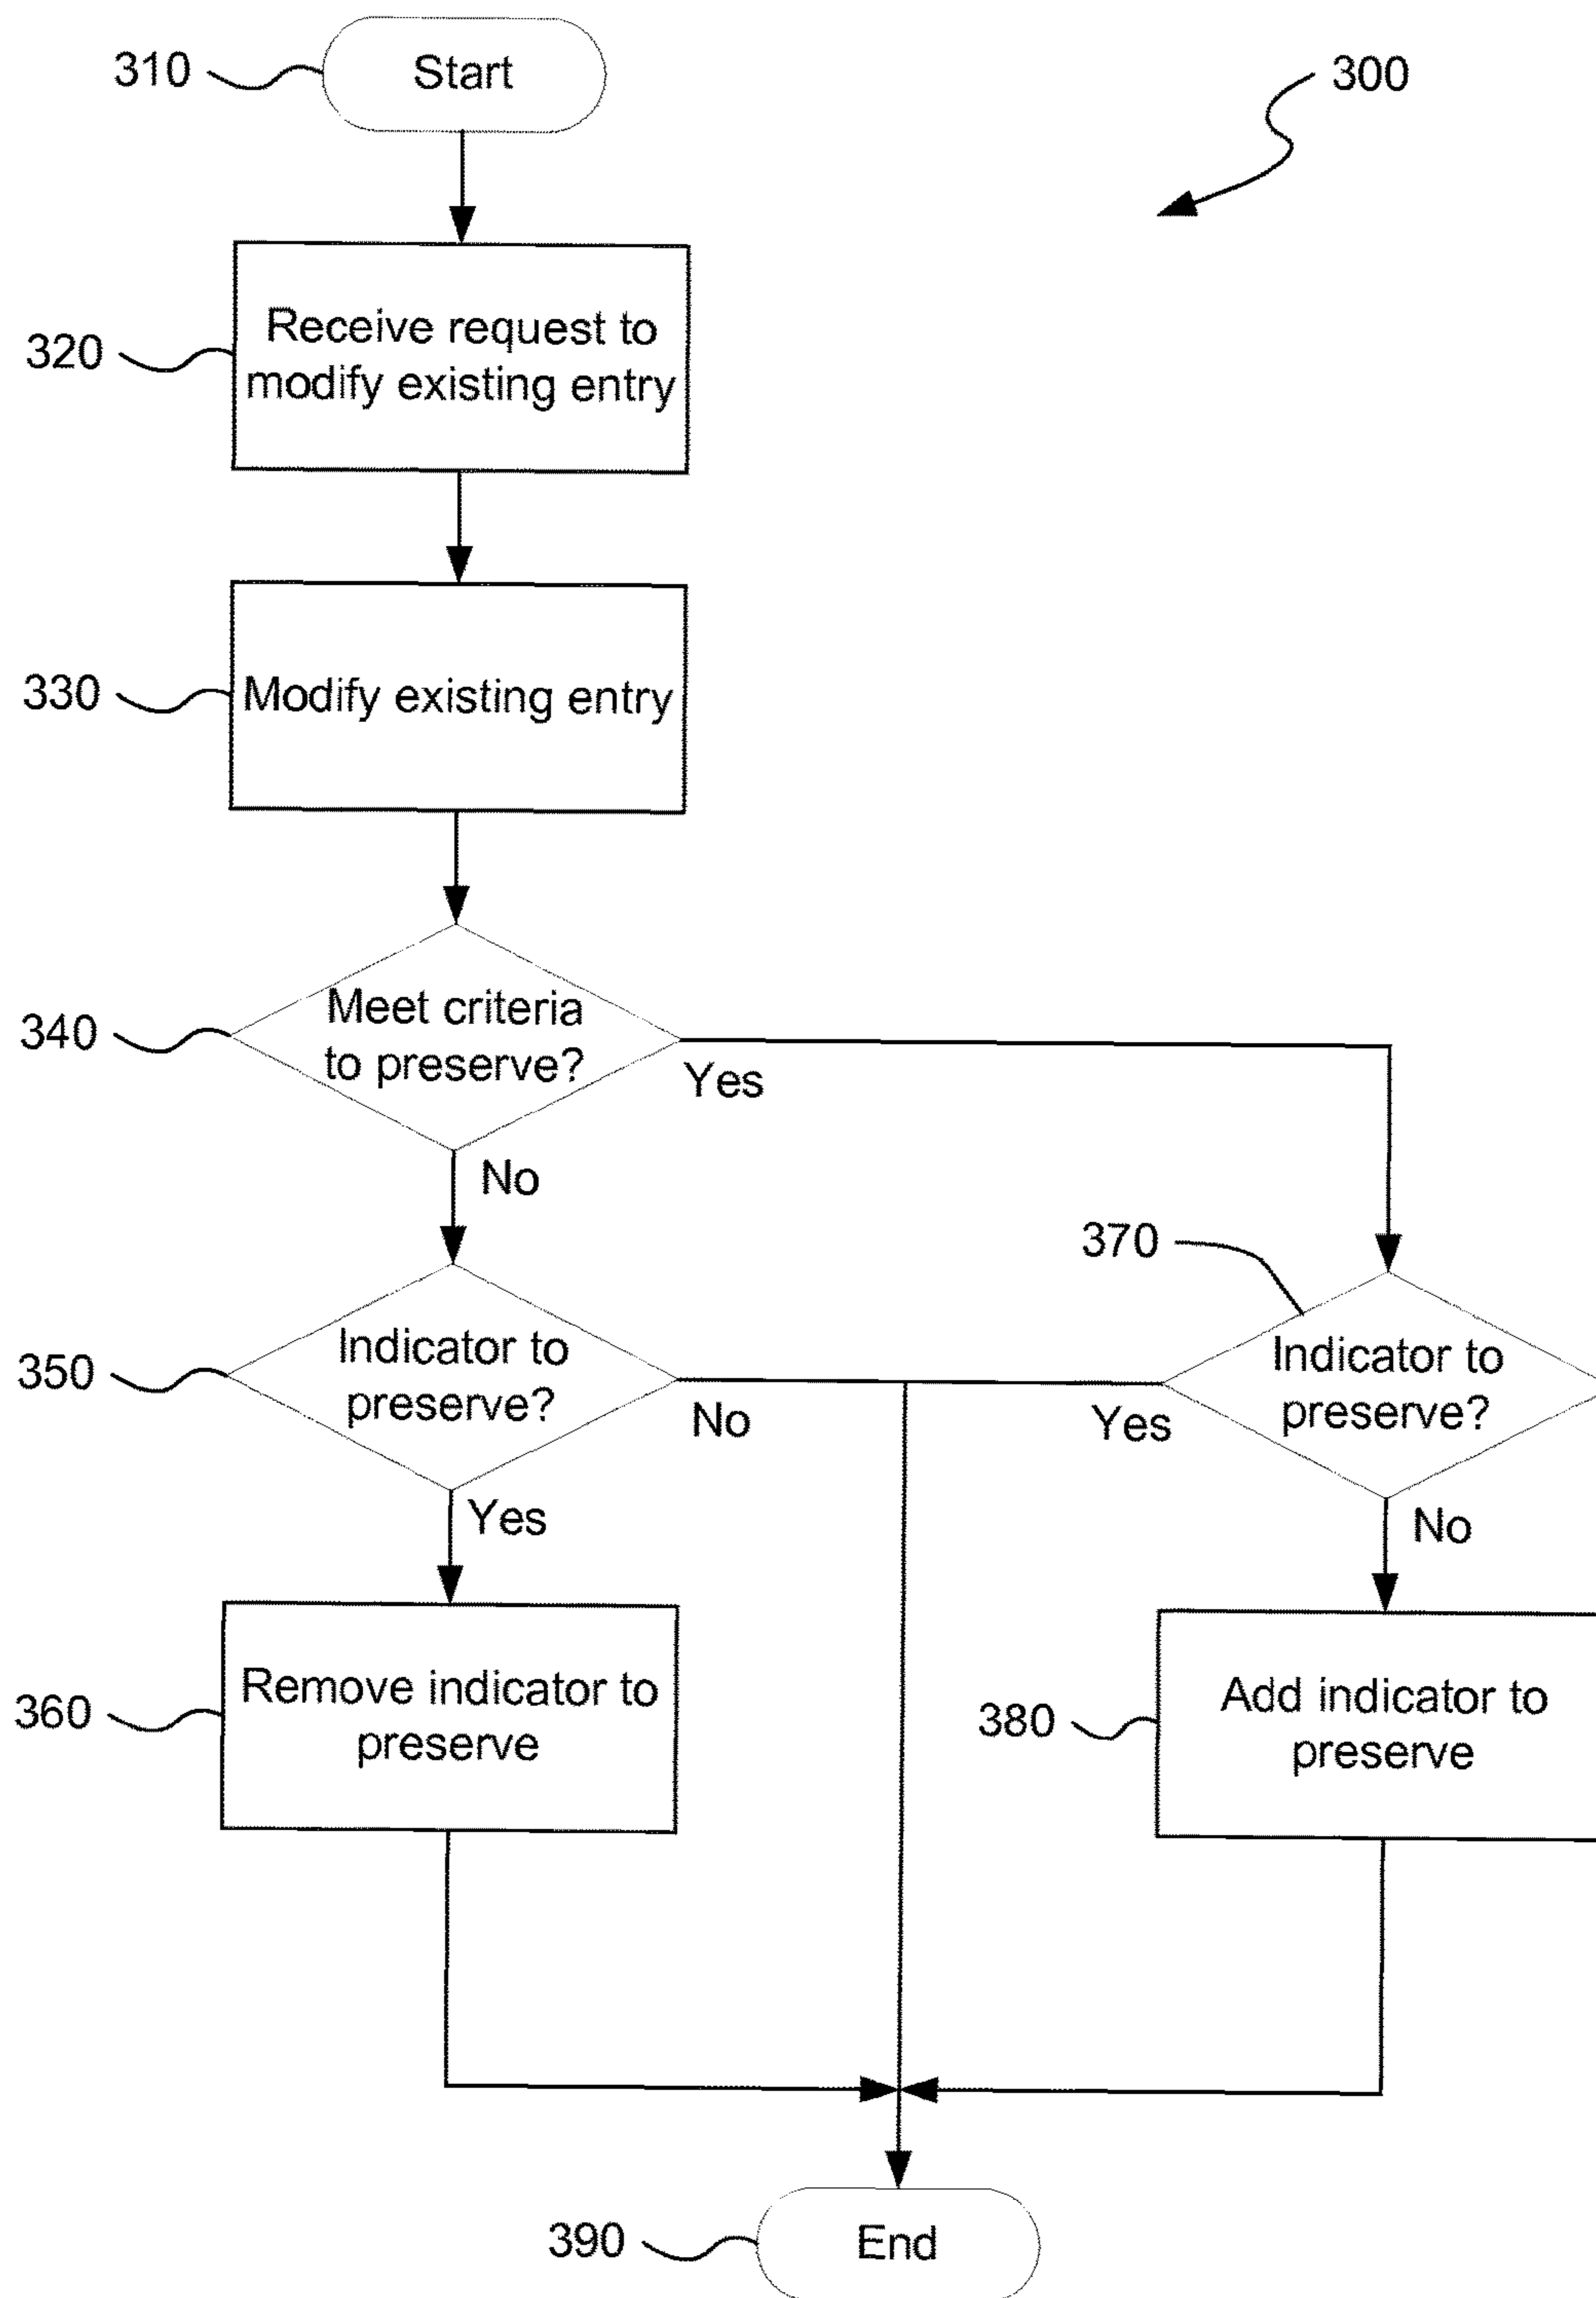 310
Start
300
320
Receive request to
modify existing entry
330
Modify existing entry
340
Meet criteria
to preserve?
Yes
No
350
Indicator to
preserve?
No
Yes
370
Indicator to
preserve?
Yes
No
360
Remove indicator to
preserve
380
Add indicator to
preserve
390
End